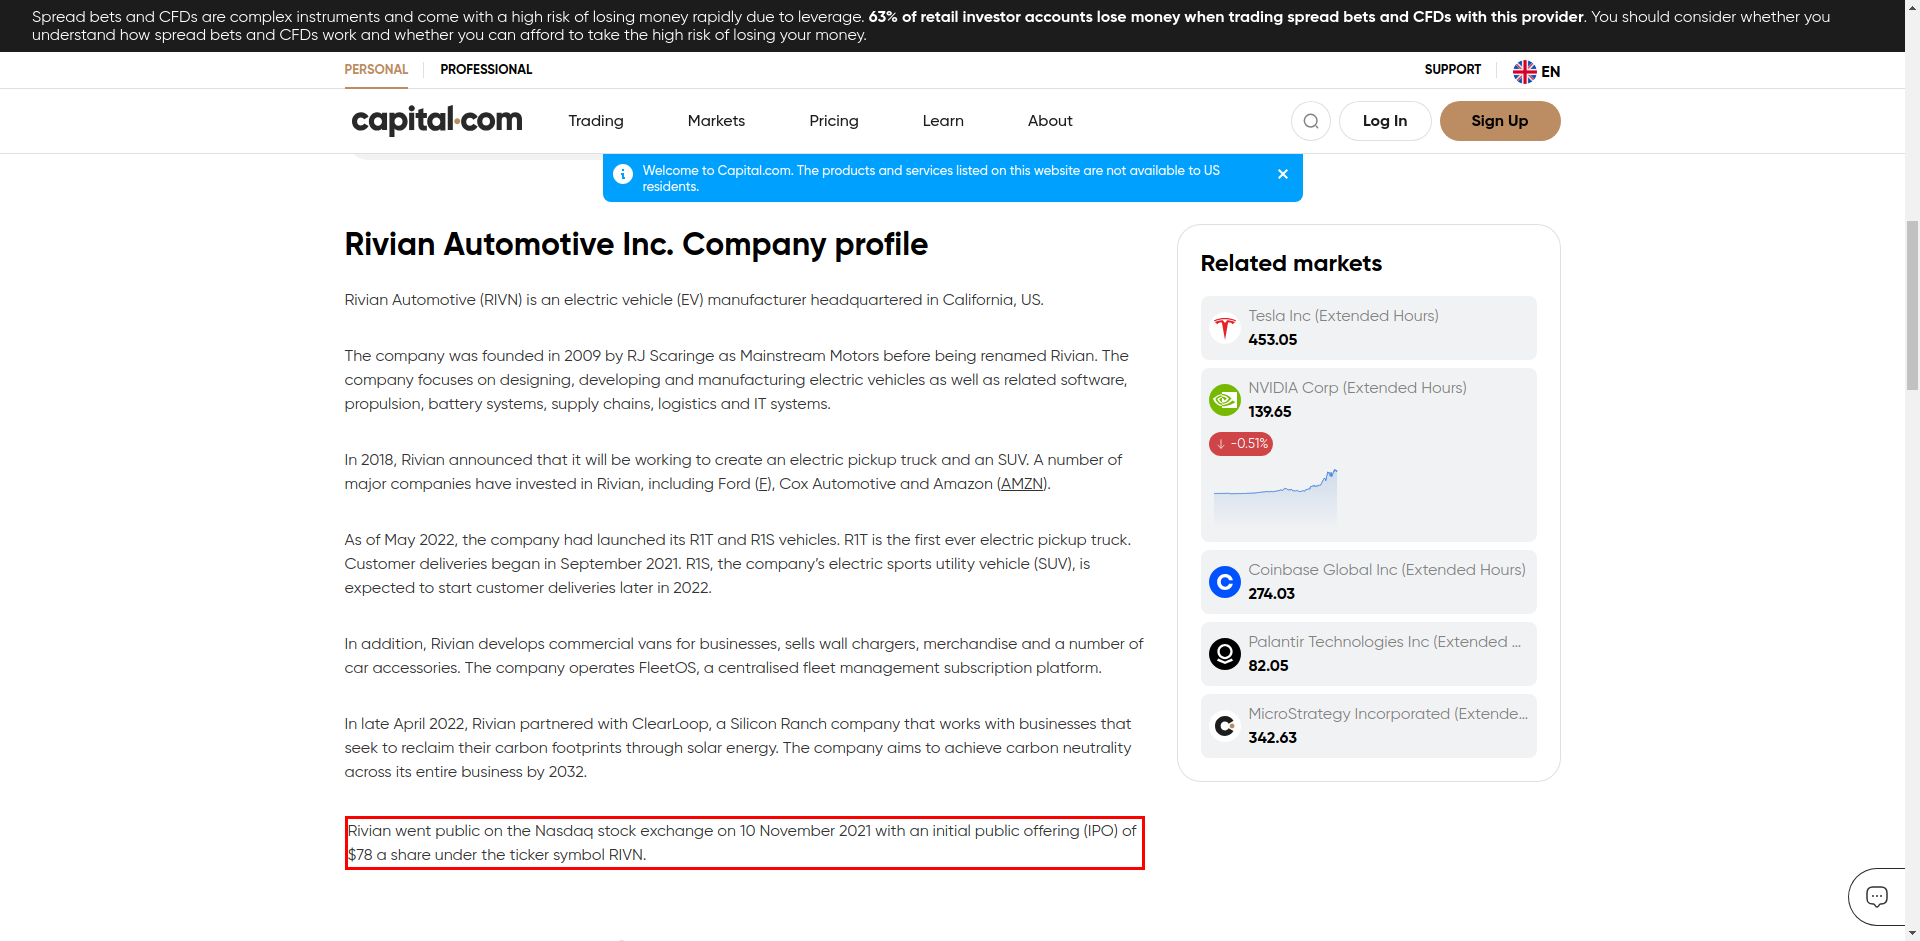 Spread bets and CFDs are complex instruments and come with a high risk of losing money rapidly due to leverage. 63% of retail investor accounts lose money when trading spread bets and CFDs with this provider. You should consider whether you
understand how spread bets and CFDs work and whether you can afford to take the high risk of losing your money.
PERSONAL
PROFESSIONAL
SUPPORT
EN
capital.com
Trading
Markets
Pricing
Learn
About
Log In
Sign Up
Welcome to Capital.com. The products and services listed on this website are not available to US
residents.
Rivian Automotive Inc. Company profile
Rivian Automotive (RIVN) is an electric vehicle (EV) manufacturer headquartered in California, US.
The company was founded in 2009 by RJ Scaringe as Mainstream Motors before being renamed Rivian. The
company focuses on designing, developing and manufacturing electric vehicles as well as related software,
propulsion, battery systems, supply chains, logistics and IT systems.
In 2018, Rivian announced that it will be working to create an electric pickup truck and an SUV. A number of
major companies have invested in Rivian, including Ford (F), Cox Automotive and Amazon (AMZN).
As of May 2022, the company had launched its R1T and R1S vehicles. R1T is the first ever electric pickup truck.
Customer deliveries began in September 2021. R1S, the company’s electric sports utility vehicle (SUV), is
expected to start customer deliveries later in 2022.
In addition, Rivian develops commercial vans for businesses, sells wall chargers, merchandise and a number of
car accessories. The company operates FleetOS, a centralised fleet management subscription platform.
In late April 2022, Rivian partnered with ClearLoop, a Silicon Ranch company that works with businesses that
seek to reclaim their carbon footprints through solar energy. The company aims to achieve carbon neutrality
across its entire business by 2032.
Rivian went public on the Nasdaq stock exchange on 10 November 2021 with an initial public offering (IPO) of
$78 a share under the ticker symbol RIVN.
Related markets
Tesla Inc (Extended Hours)
453.05
NVIDIA Corp (Extended Hours)
139.65
↓ -0.51%
Coinbase Global Inc (Extended Hours)
274.03
Palantir Technologies Inc (Extended ...
82.05
MicroStrategy Incorporated (Extende...
342.63